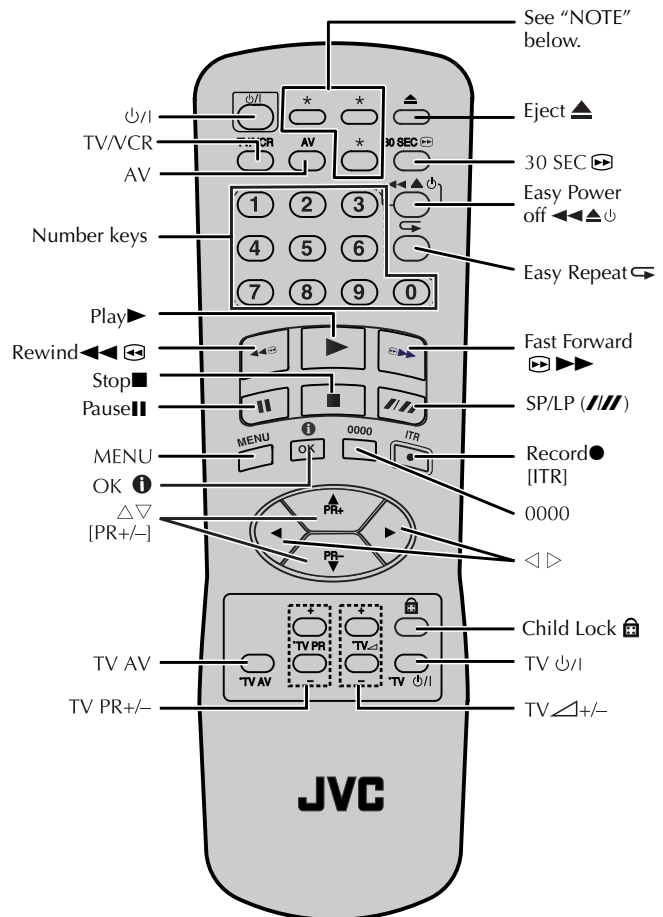 See “NOTE”
below.
⏻/I
TV/VCR
AV
Number keys
Play▶
Rewind◀◀
Stop■
Pause❚❚
MENU
OK ℹ
△▽
[PR+/–]
TV AV
TV PR+/–
Eject ⏏
30 SEC
Easy Power
off ◀◀⏏⏻
Easy Repeat
Fast Forward
▶▶
SP/LP
Record●
[ITR]
0000
◁ ▷
Child Lock
TV ⏻/I
TV⊿+/–
⏻/I
* *
TV/VCR AV * 30 SEC
◀◀ ▲ ⏻
1 2 3
4 5 6
7 8 9 0
MENU ℹ OK 0000 ITR
PR+
PR–
+ +
*TV PR *TV⊿
*TV AV – – *TV ⏻/I
JVC